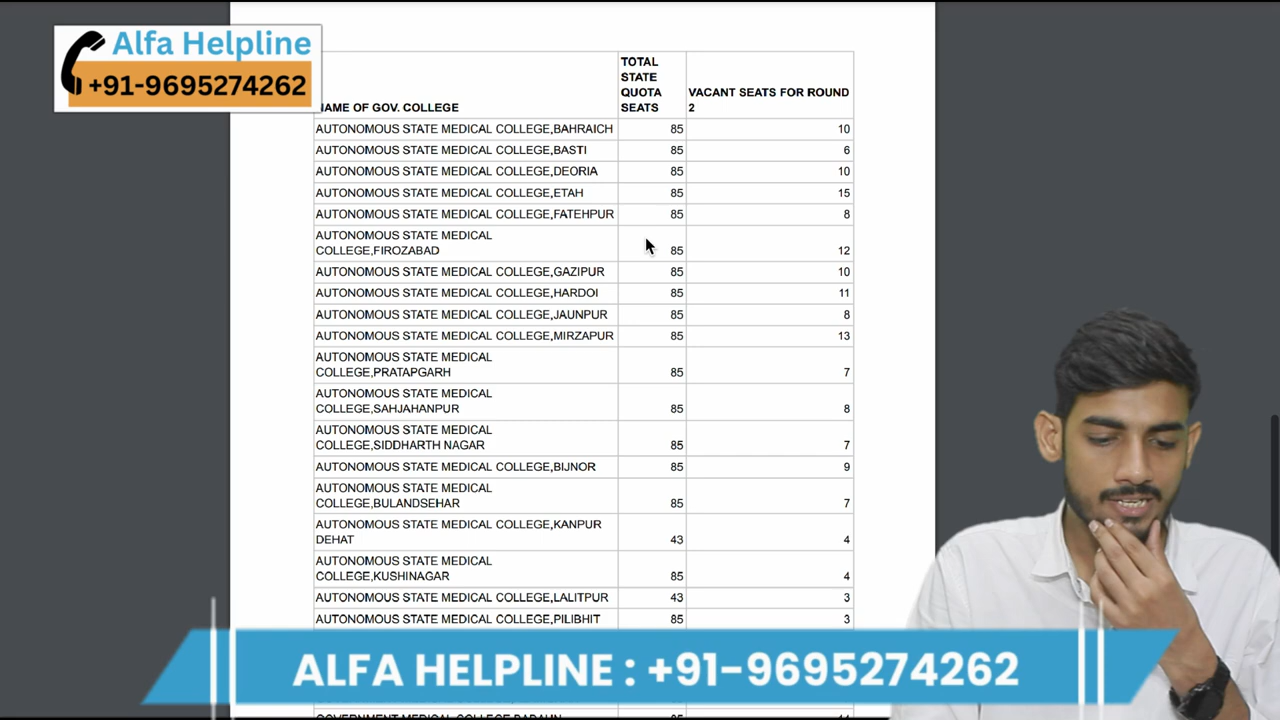 Alfa Helpline
+91-9695274262
NAME OF GOV. COLLEGE
TOTAL
STATE
QUOTA
SEATS
VACANT SEATS FOR ROUND
2
AUTONOMOUS STATE MEDICAL COLLEGE,BAHRAICH 85 10
AUTONOMOUS STATE MEDICAL COLLEGE,BASTI 85 6
AUTONOMOUS STATE MEDICAL COLLEGE,DEORIA 85 10
AUTONOMOUS STATE MEDICAL COLLEGE,ETAH 85 15
AUTONOMOUS STATE MEDICAL COLLEGE,FATEHPUR 85 8
AUTONOMOUS STATE MEDICAL
COLLEGE,FIROZABAD 85 12
AUTONOMOUS STATE MEDICAL COLLEGE,GAZIPUR 85 10
AUTONOMOUS STATE MEDICAL COLLEGE,HARDOI 85 11
AUTONOMOUS STATE MEDICAL COLLEGE,JAUNPUR 85 8
AUTONOMOUS STATE MEDICAL COLLEGE,MIRZAPUR 85 13
AUTONOMOUS STATE MEDICAL
COLLEGE,PRATAPGARH 85 7
AUTONOMOUS STATE MEDICAL
COLLEGE,SAHJAHANPUR 85 8
AUTONOMOUS STATE MEDICAL
COLLEGE,SIDDHARTH NAGAR 85 7
AUTONOMOUS STATE MEDICAL COLLEGE,BIJNOR 85 9
AUTONOMOUS STATE MEDICAL
COLLEGE,BULANDSEHAR 85 7
AUTONOMOUS STATE MEDICAL COLLEGE,KANPUR
DEHAT 43 4
AUTONOMOUS STATE MEDICAL
COLLEGE,KUSHINAGAR 85 4
AUTONOMOUS STATE MEDICAL COLLEGE,LALITPUR 43 3
AUTONOMOUS STATE MEDICAL COLLEGE,PILIBHIT 85 3
ALFA HELPLINE : +91-9695274262